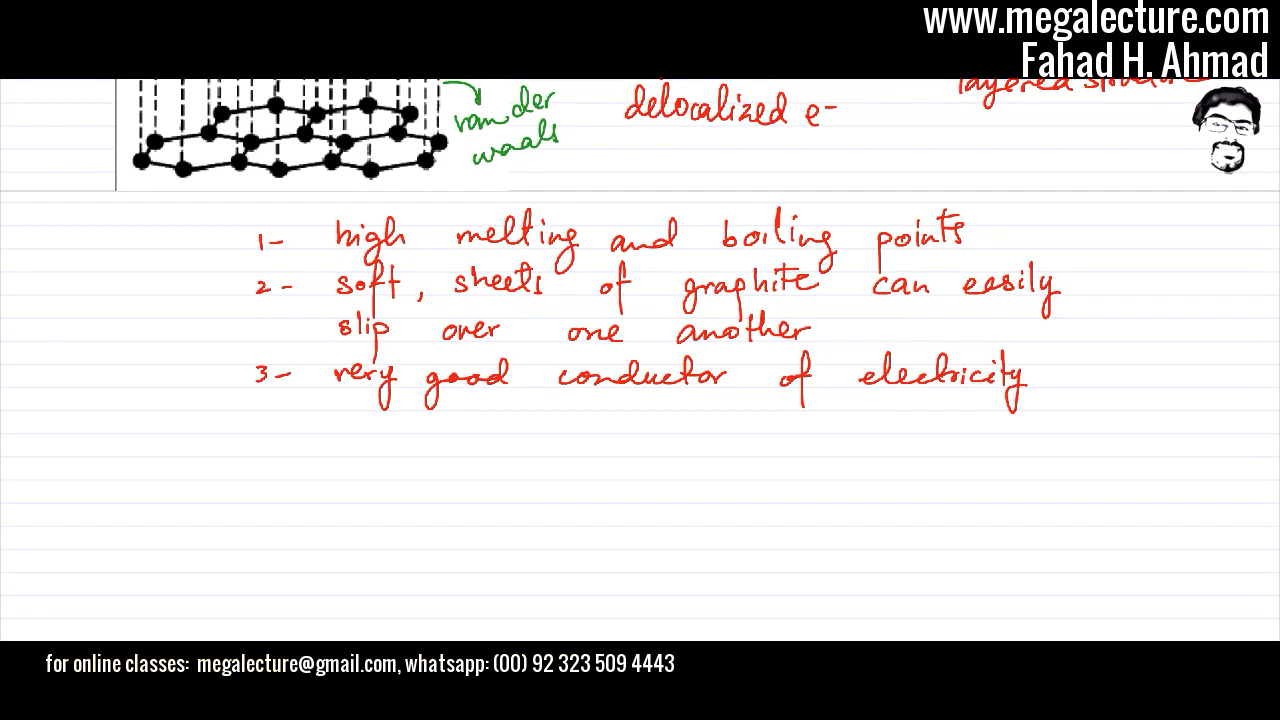 www.megalecture.com
Fahad H. Ahmad
layered
delocalized e-
van der
waals
1- high melting and boiling points
2- soft, sheets of graphite can easily
slip over one another
3- very good conductor of electricity
for online classes: megalecture@gmail.com, whatsapp: (00) 92 323 509 4443